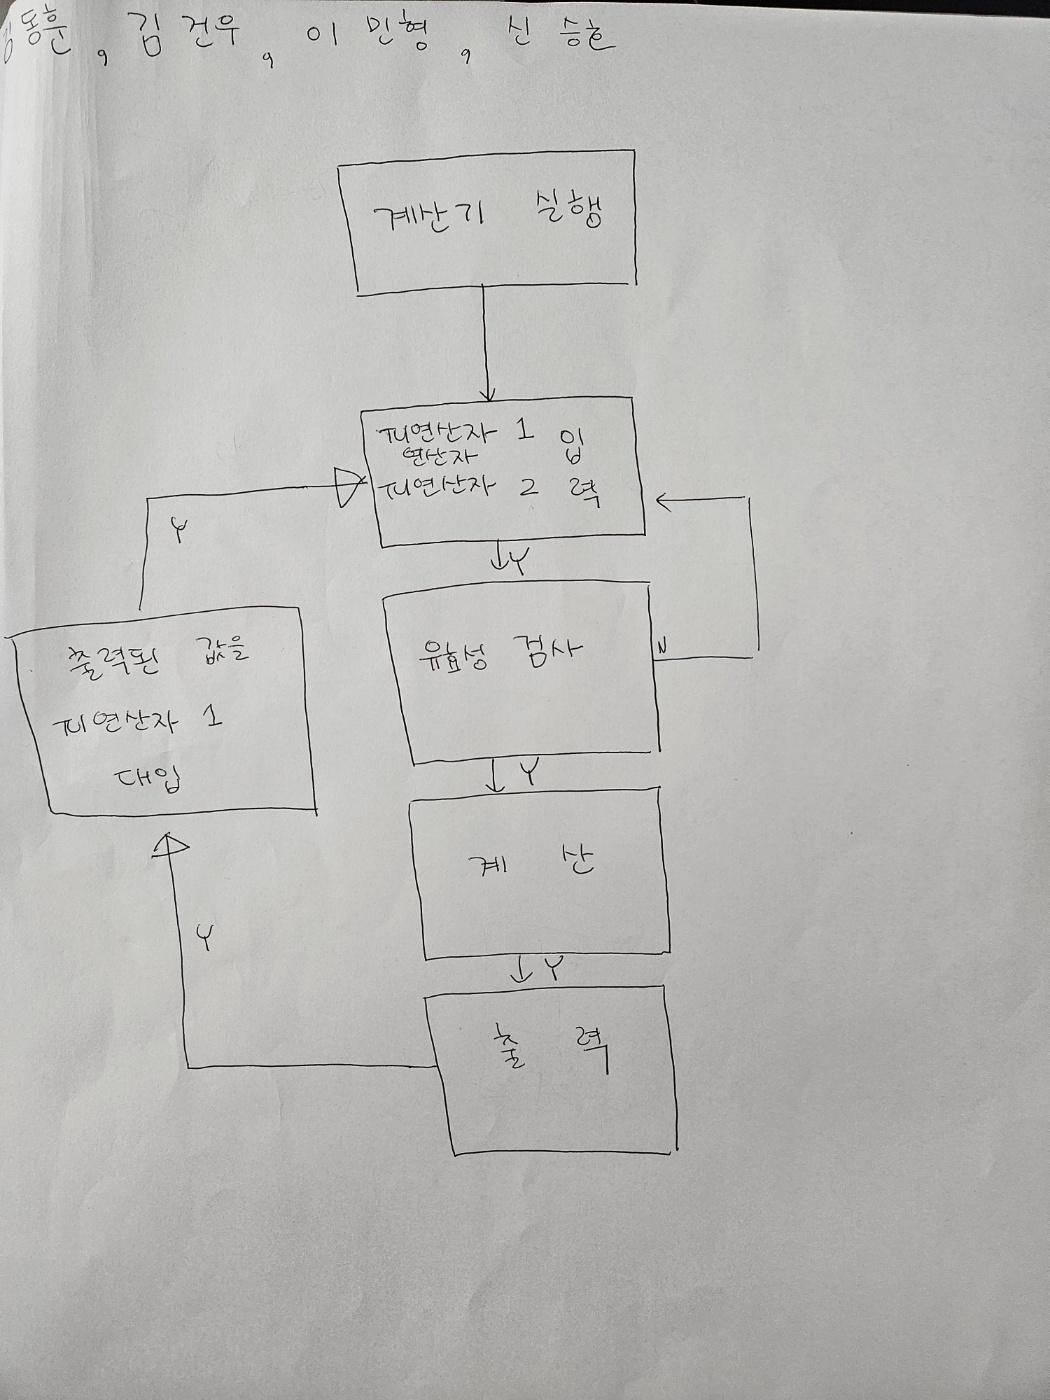 동훈, 김건우, 이민형, 신승호
계산기 실행
피연산자 1 입
연산자
피연산자 2 력
Y
Y
출력된 값을
피연산자 1
대입
유효성 검사
N
Y
계 산
Y
Y
출 력